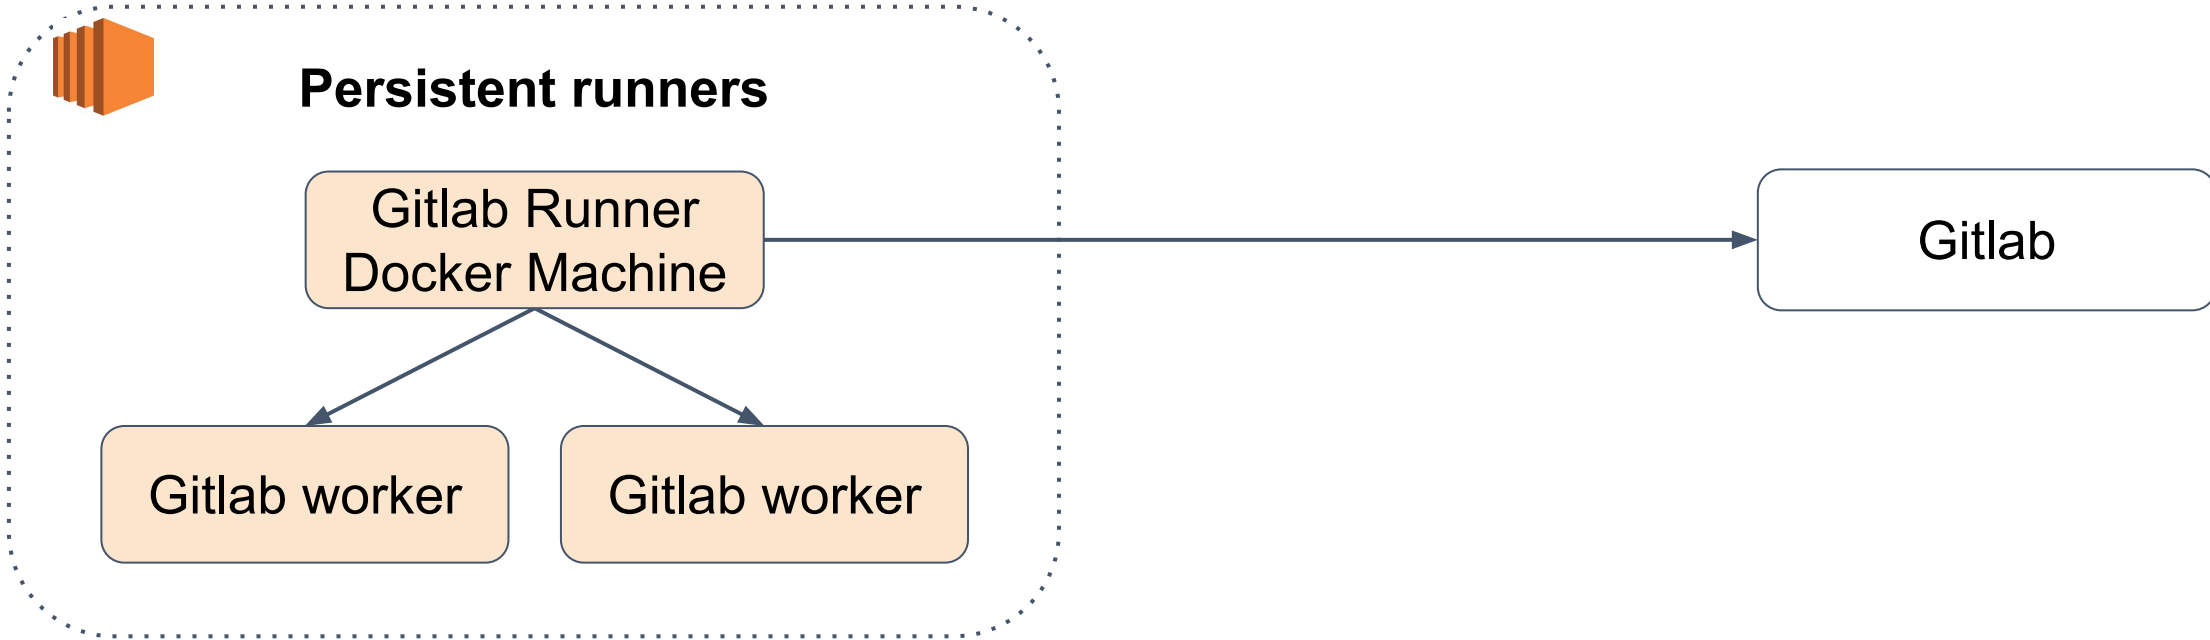 Persistent runners
Gitlab Runner
Docker Machine
Gitlab
Gitlab worker
Gitlab worker